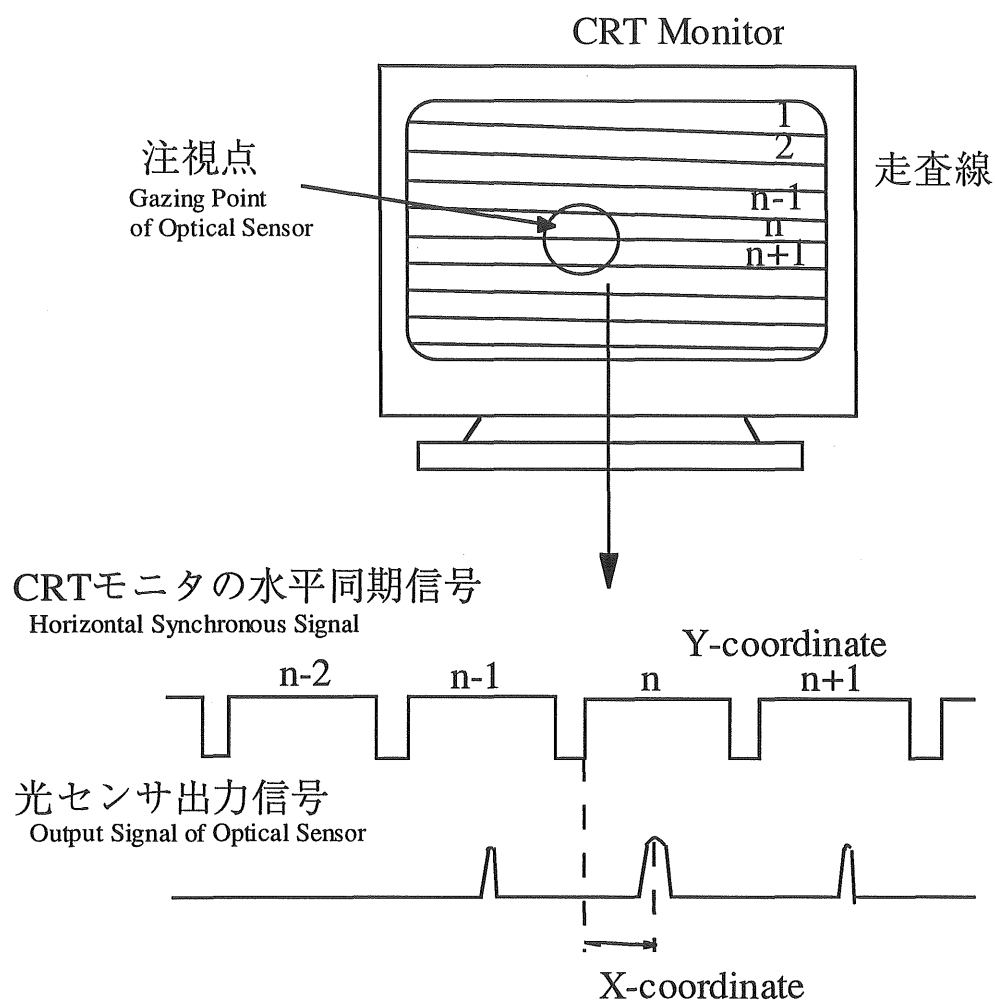 CRT Monitor
1
2
n-1
n
n+1
注視点
Gazing Point
of Optical Sensor
走査線
CRTモニタの水平同期信号
Horizontal Synchronous Signal
Y-coordinate
n-2 n-1 n n+1
光センサ出力信号
Output Signal of Optical Sensor
X-coordinate